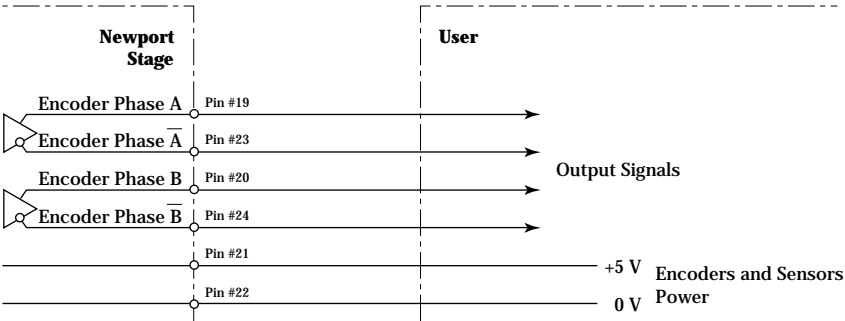 Newport
Stage
User
Encoder Phase A Pin #19
Encoder Phase A̅ Pin #23
Encoder Phase B Pin #20
Encoder Phase B̅ Pin #24
Output Signals
Pin #21
+5 V
Pin #22
0 V
Encoders and Sensors
Power